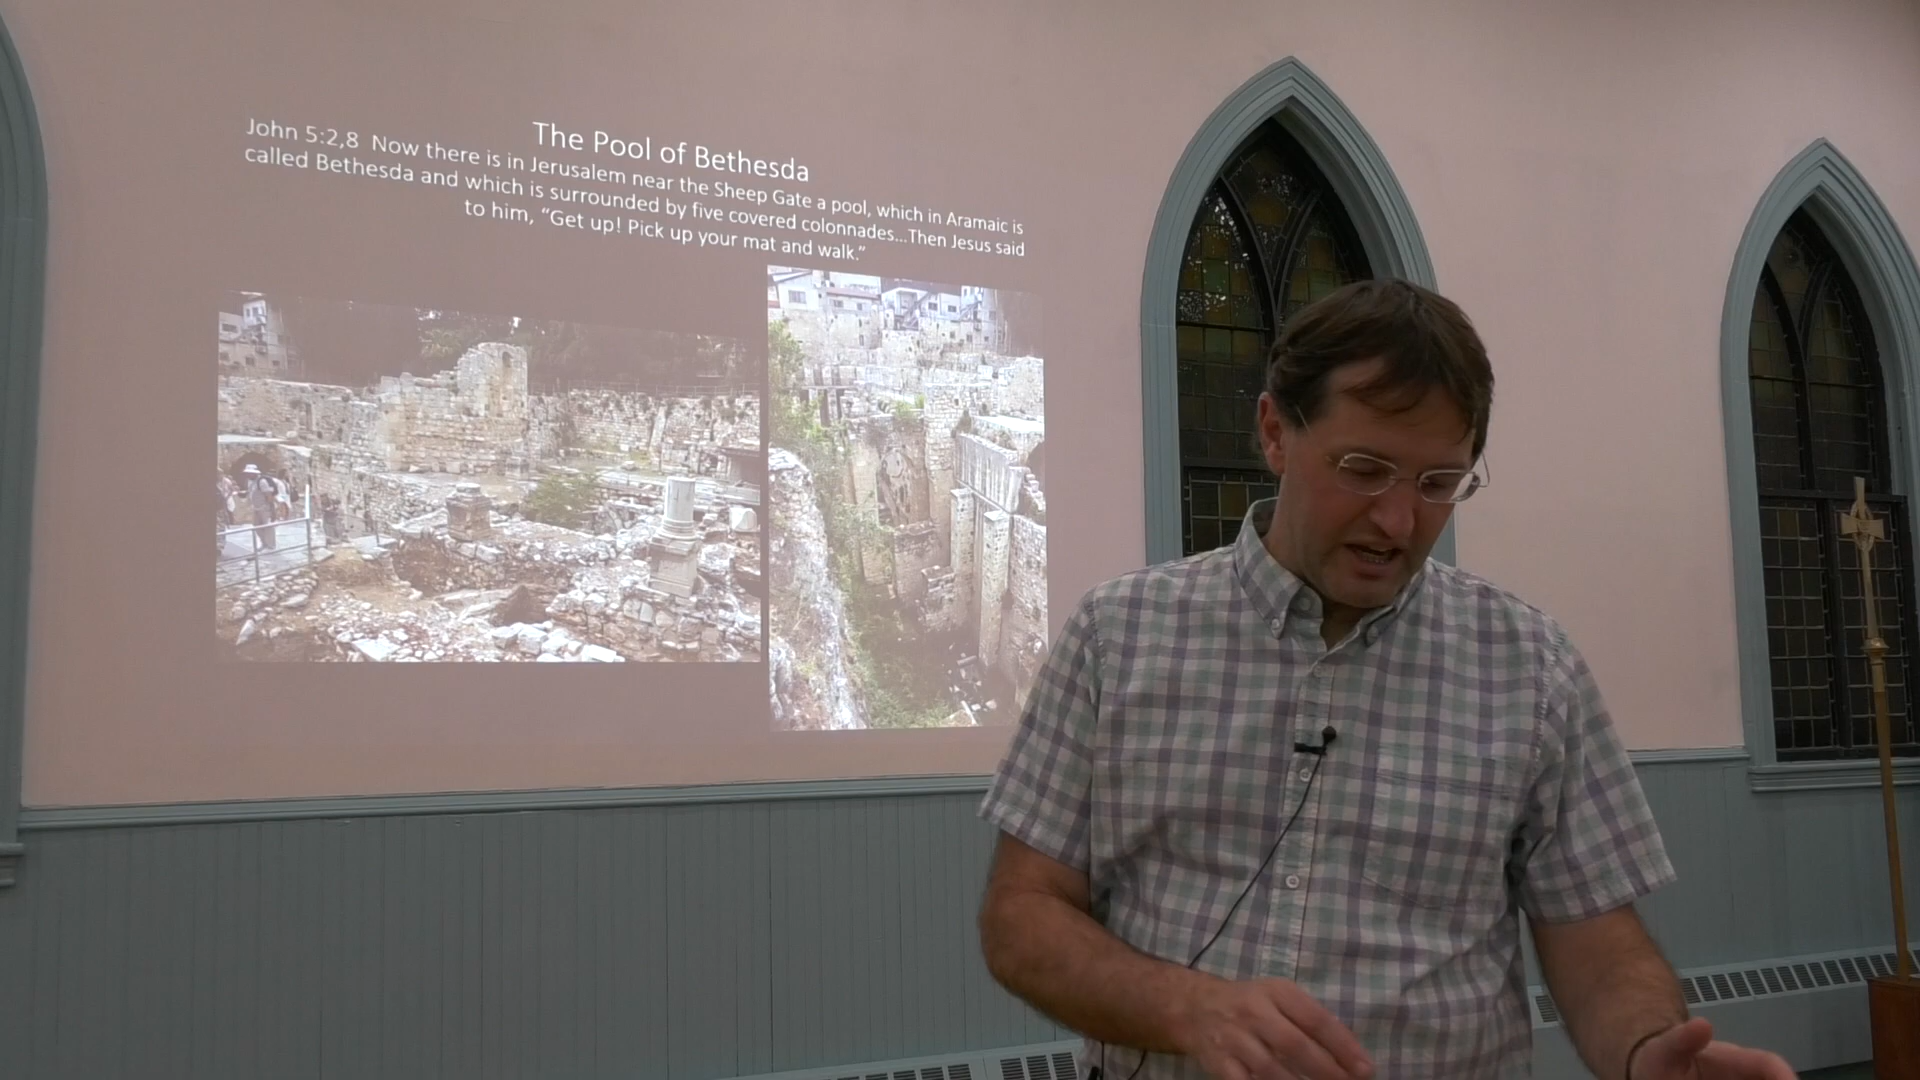 The Pool of Bethesda
John 5:2,8 Now there is in Jerusalem near the Sheep Gate a pool, which in Aramaic is
called Bethesda and which is surrounded by five covered colonnades...Then Jesus said
to him, “Get up! Pick up your mat and walk.”